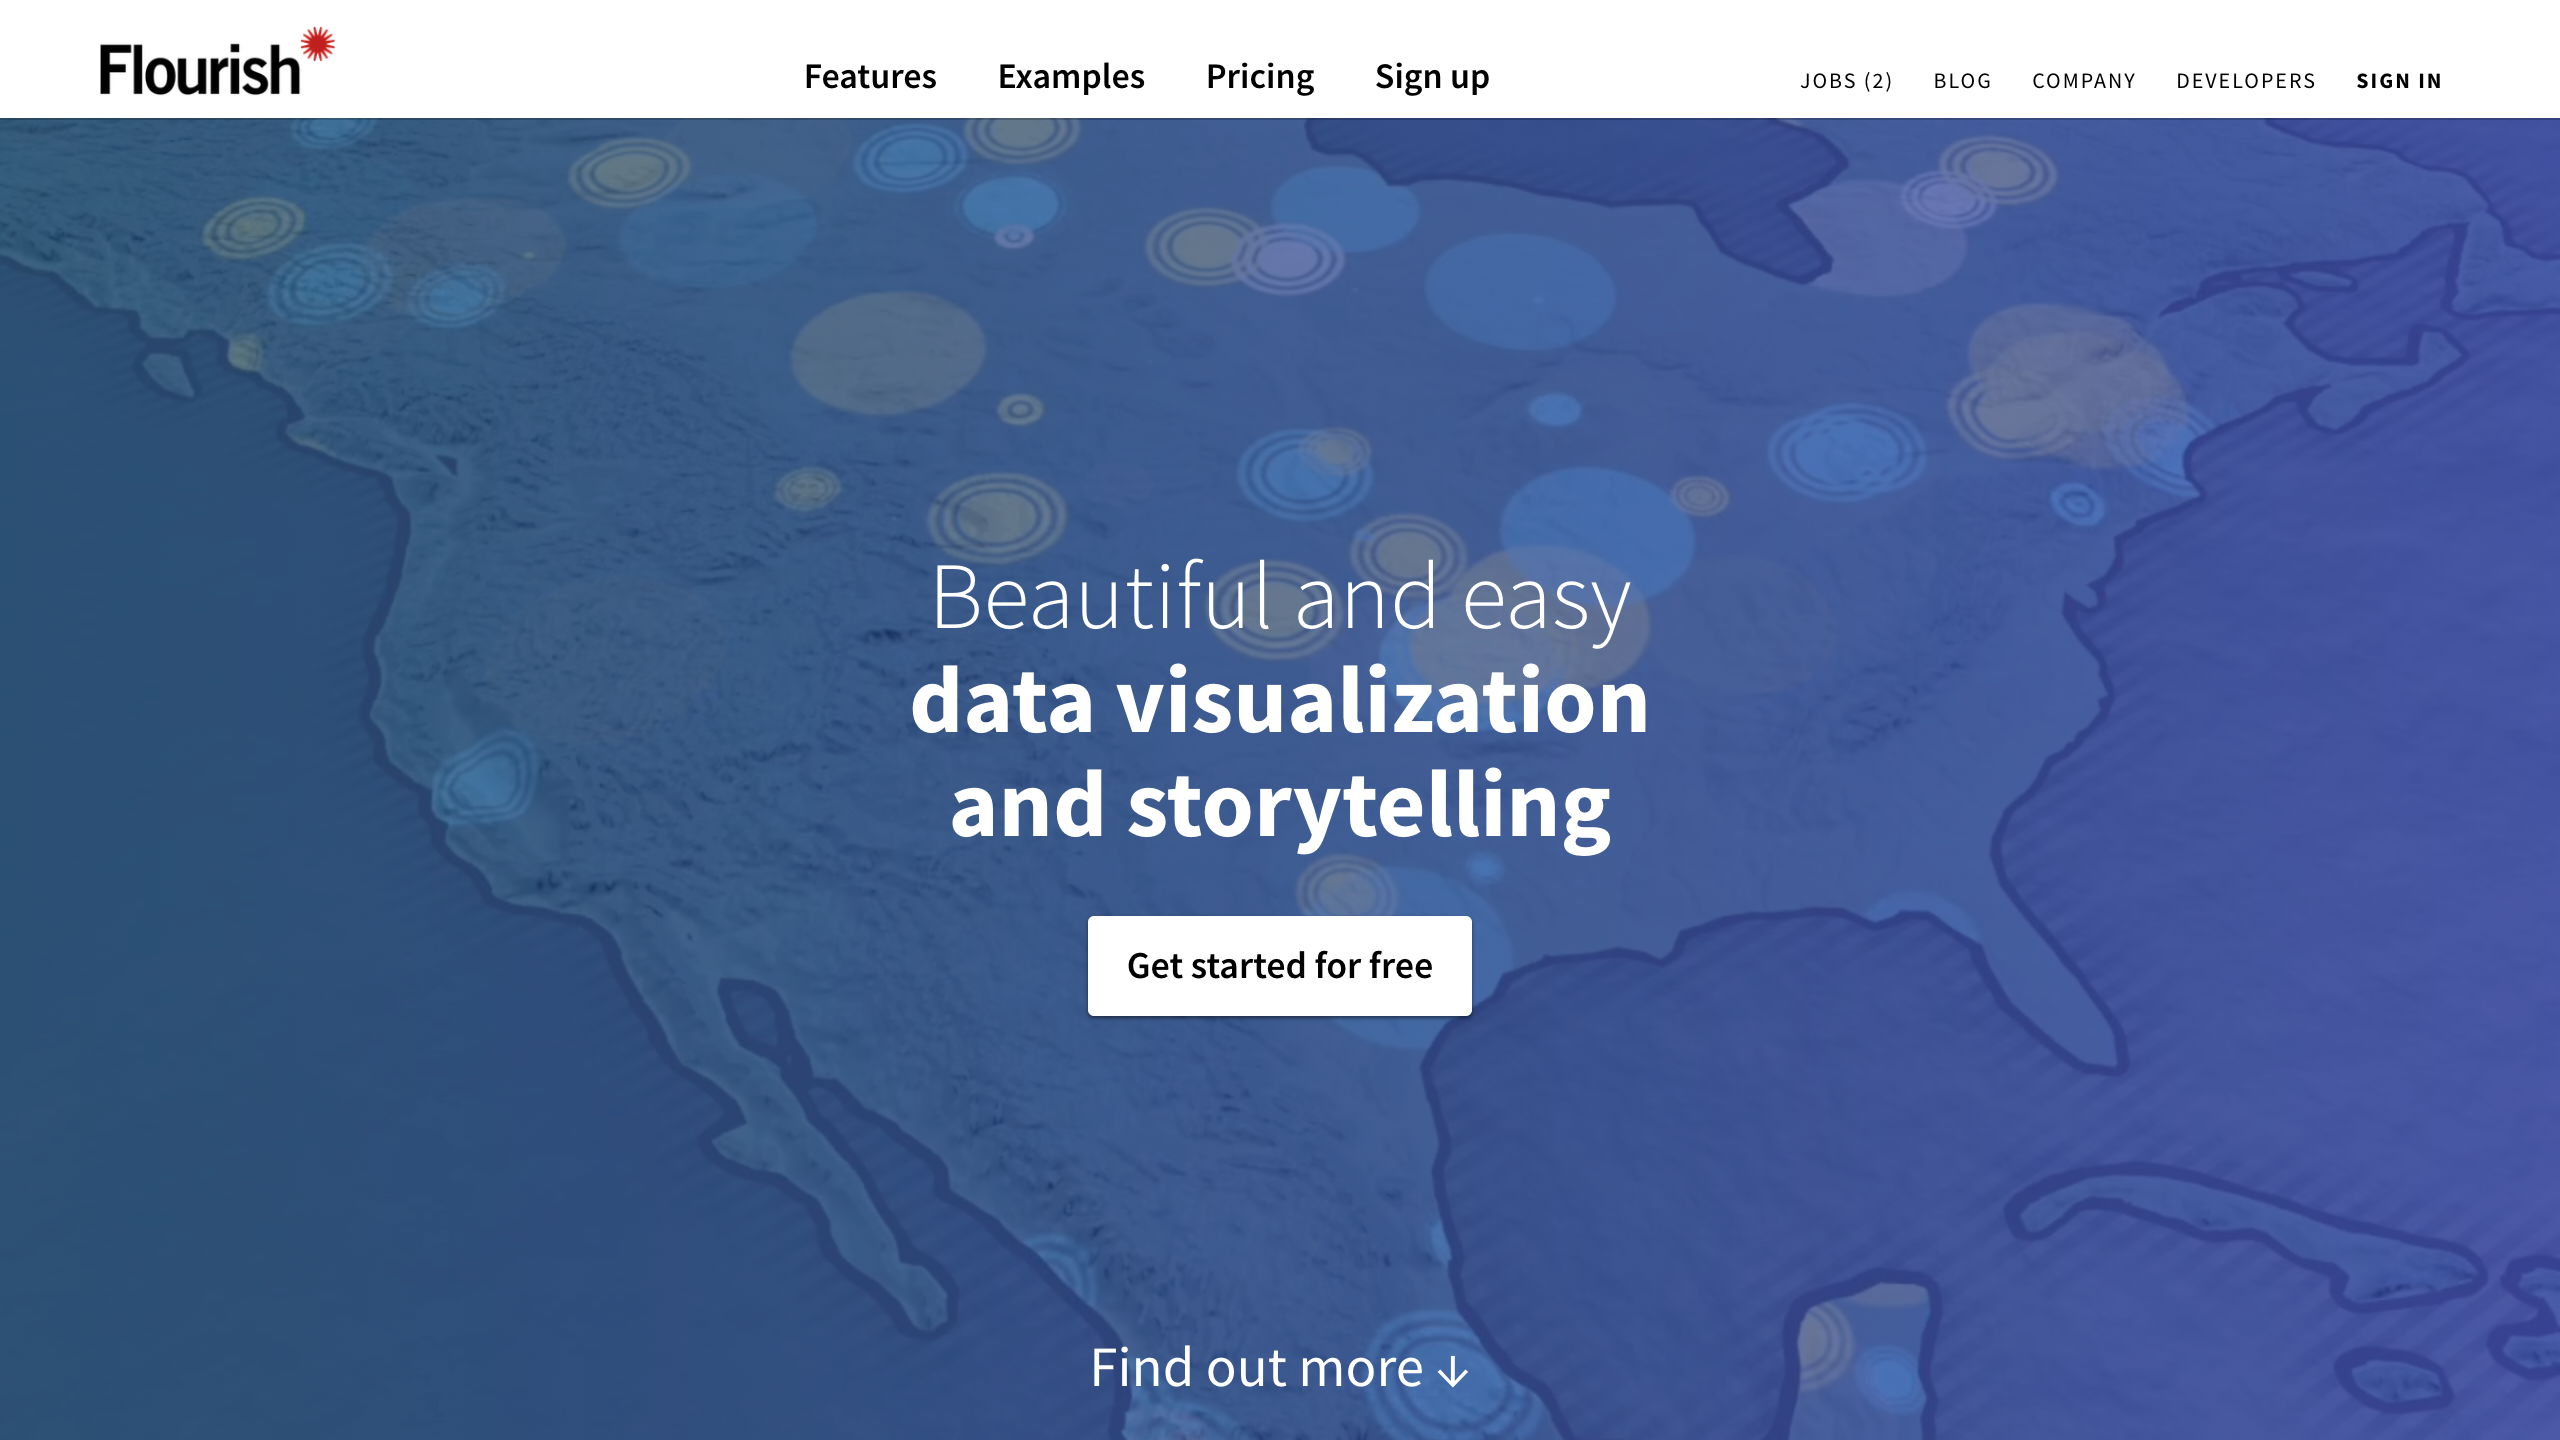 Flourish
Features Examples Pricing Sign up
JOBS (2) BLOG COMPANY DEVELOPERS SIGN IN
Beautiful and easy
data visualization
and storytelling
Get started for free
Find out more ↓